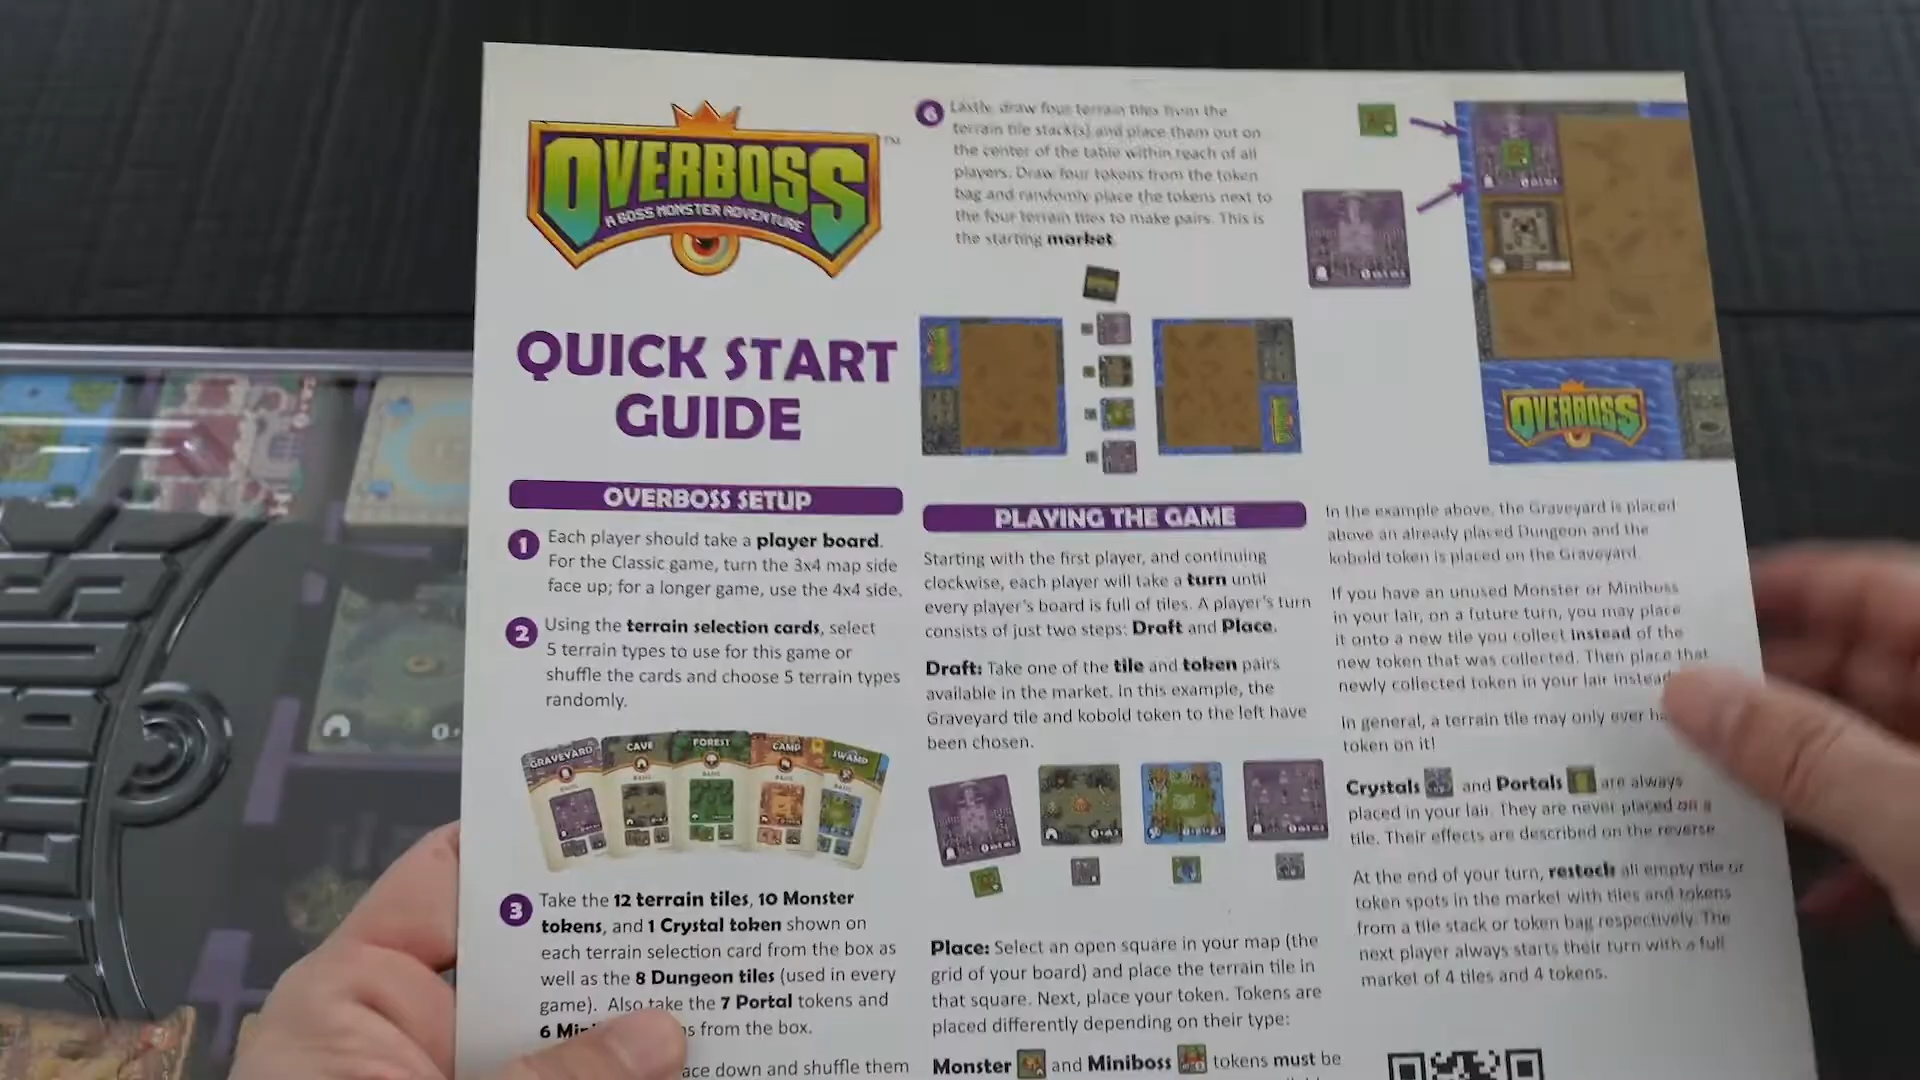 OVERBOSS
TM
A BOSS MONSTER ADVENTURE
QUICK START
GUIDE
OVERBOSS SETUP
1
Each player should take a player board.
For the Classic game, turn the 3x4 map side
face up; for a longer game, use the 4x4 side.
2
Using the terrain selection cards, select
5 terrain types to use for this game or
shuffle the cards and choose 5 terrain types
randomly.
GRAVEYARD
CAVE
FOREST
CAMP
SWAMP
BASIC
BASIC
BASIC
BASIC
BASIC
3
Take the 12 terrain tiles, 10 Monster
tokens, and 1 Crystal token shown on
each terrain selection card from the box as
well as the 8 Dungeon tiles (used in every
game). Also take the 7 Portal tokens and
6 Mi s from the box.
ace down and shuffle them
6
Lastly, draw four terrain tiles from the
terrain tile stack(s) and place them out on
the center of the table within reach of all
players. Draw four tokens from the token
bag and randomly place the tokens next to
the four terrain tiles to make pairs. This is
the starting market.
PLAYING THE GAME
Starting with the first player, and continuing
clockwise, each player will take a turn until
every player's board is full of tiles. A player's turn
consists of just two steps: Draft and Place.
Draft: Take one of the tile and token pairs
available in the market. In this example, the
Graveyard tile and kobold token to the left have
been chosen.
Place: Select an open square in your map (the
grid of your board) and place the terrain tile in
that square. Next, place your token. Tokens are
placed differently depending on their type:
Monster and Miniboss tokens must be
OVERBOSS
In the example above, the Graveyard is placed
above an already placed Dungeon and the
kobold token is placed on the Graveyard.
If you have an unused Monster or Miniboss
in your lair, on a future turn, you may place
it onto a new tile you collect instead of the
new token that was collected. Then place that
newly collected token in your lair instead
In general, a terrain tile may only ever ha
token on it!
Crystals and Portals are always
placed in your lair. They are never placed on a
tile. Their effects are described on the reverse
At the end of your turn, restock all empty tile or
token spots in the market with tiles and tokens
from a tile stack or token bag respectively. The
next player always starts their turn with a full
market of 4 tiles and 4 tokens.